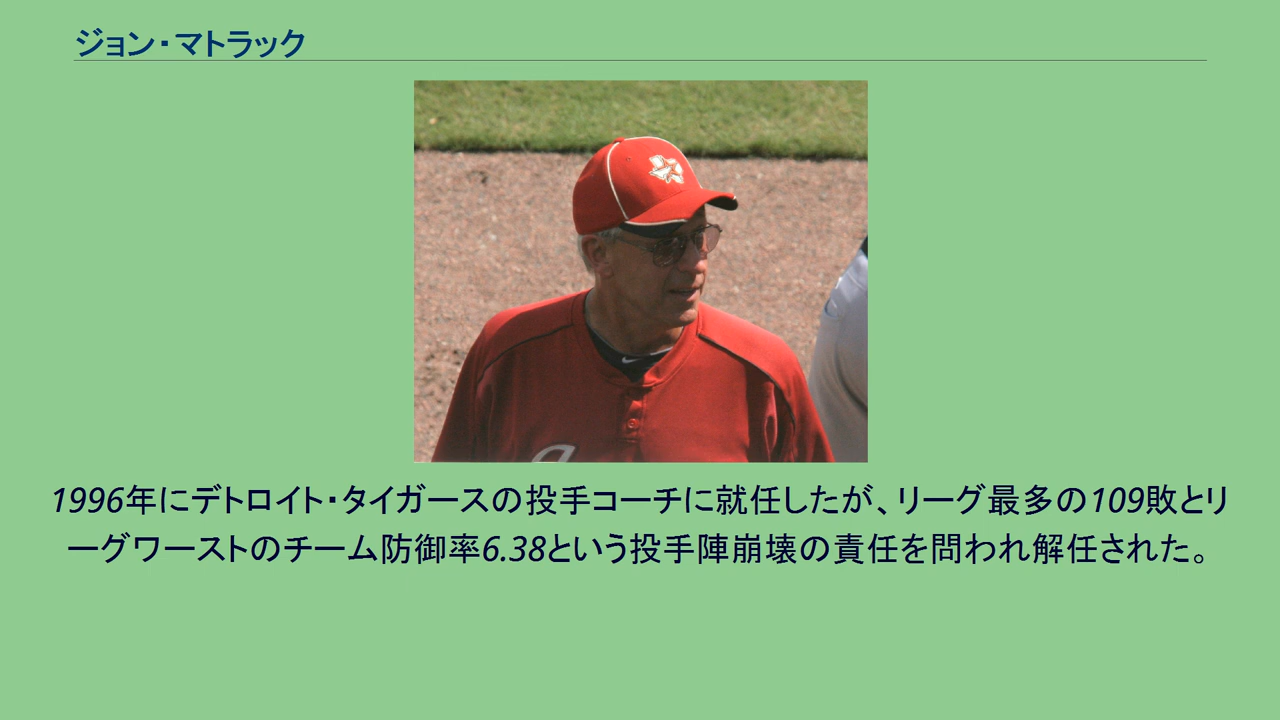 ジョン・マトラック
1996年にデトロイト・タイガースの投手コーチに就任したが、リーグ最多の109敗とリ
ーグワーストのチーム防御率6.38という投手陣崩壊の責任を問われ解任された。